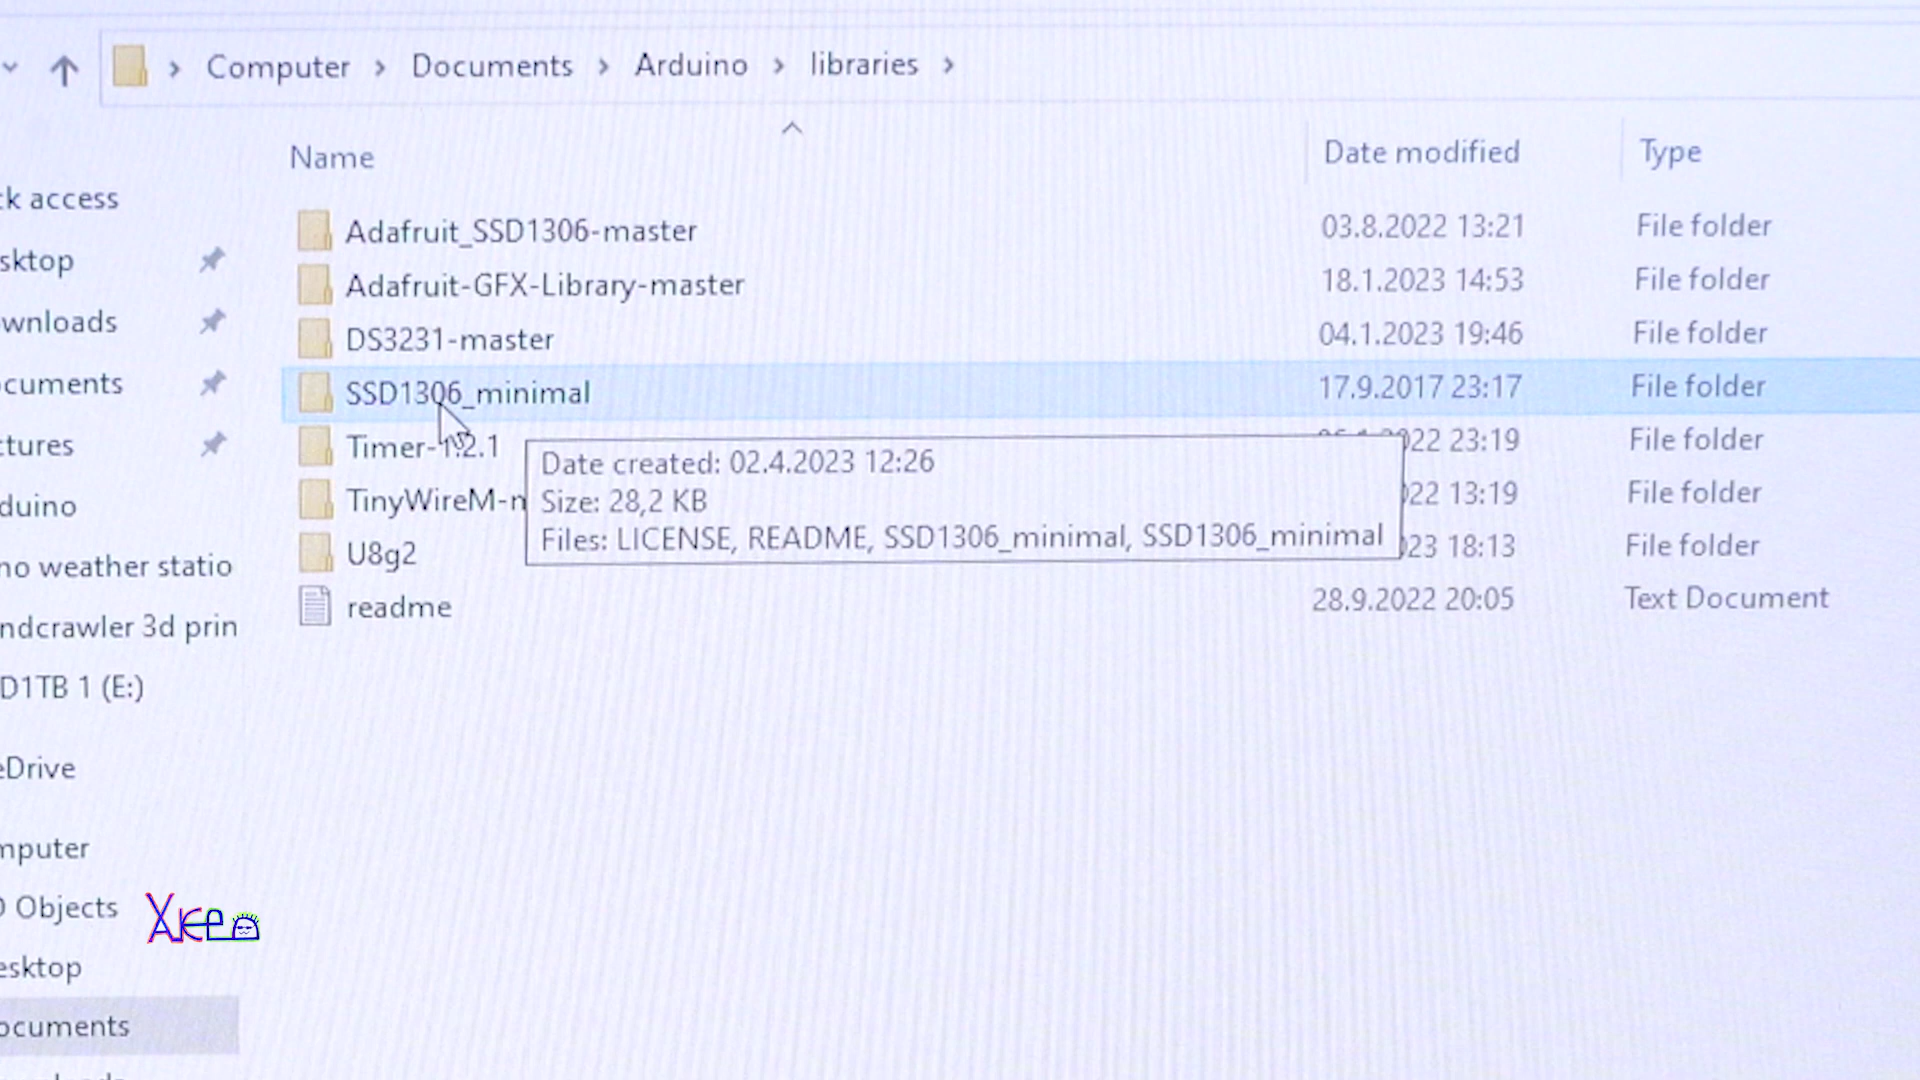 Computer > Documents > Arduino > libraries >
Name Date modified Type
ck access
sktop
wnloads
ocuments
ctures
duino
no weather statio
ndcrawler 3d prin
D1TB 1 (E:)
eDrive
mputer
D Objects
esktop
ocuments
Adafruit_SSD1306-master 03.8.2022 13:21 File folder
Adafruit-GFX-Library-master 18.1.2023 14:53 File folder
DS3231-master 04.1.2023 19:46 File folder
SSD1306_minimal 17.9.2017 23:17 File folder
Timer-1.2.1 22 23:19 File folder
TinyWireM- 22 13:19 File folder
U8g2 23 18:13 File folder
readme 28.9.2022 20:05 Text Document
Date created: 02.4.2023 12:26
Size: 28,2 KB
Files: LICENSE, README, SSD1306_minimal, SSD1306_minimal